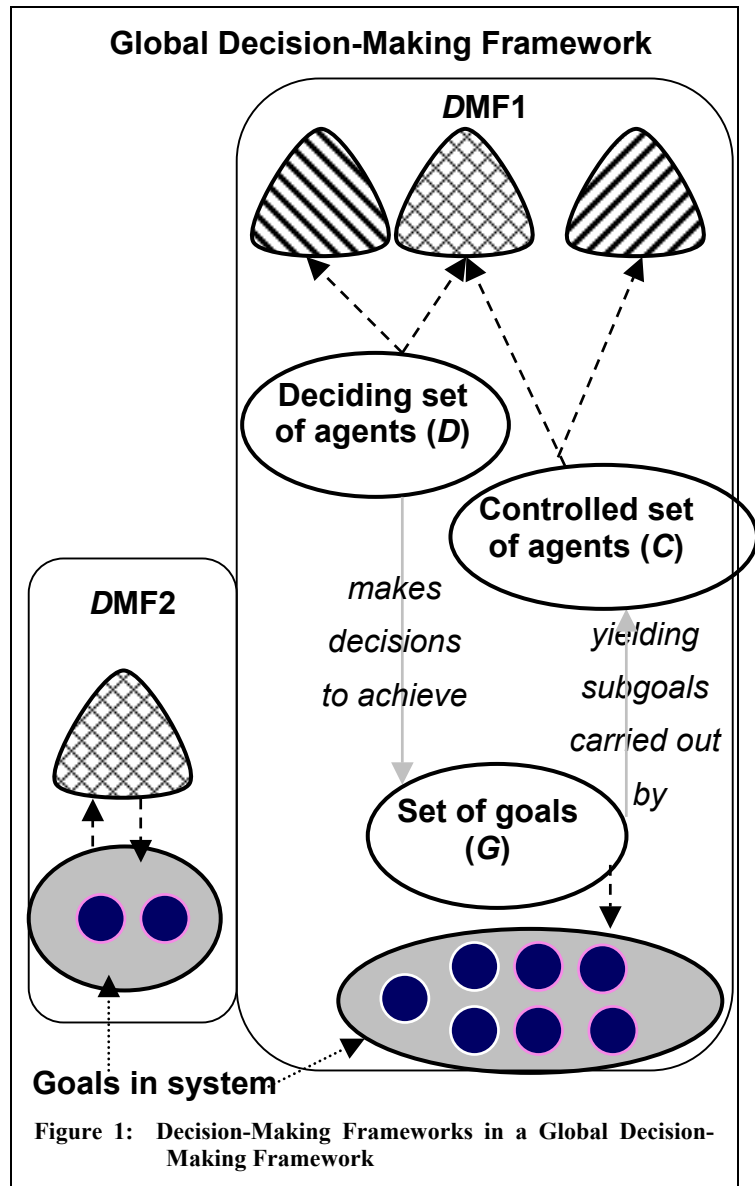 Global Decision-Making Framework
DMF1
Deciding set
of agents (D)
Controlled set
of agents (C)
DMF2
makes
decisions
to achieve
yielding
subgoals
carried out
by
Set of goals
(G)
Goals in system
Figure 1: Decision-Making Frameworks in a Global Decision-
Making Framework